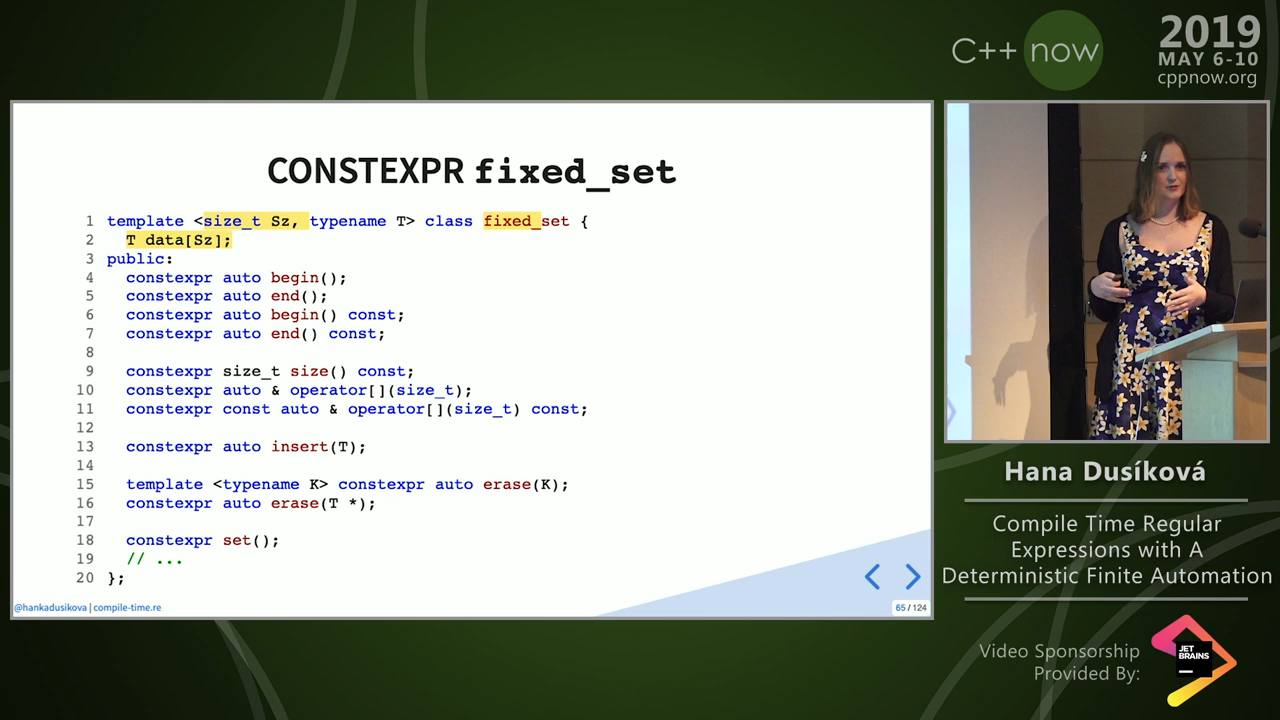 C++ now
2019
MAY 6-10
cppnow.org
CONSTEXPR fixed_set
1 template <size_t Sz, typename T> class fixed_set {
2 T data[Sz];
3 public:
4 constexpr auto begin();
5 constexpr auto end();
6 constexpr auto begin() const;
7 constexpr auto end() const;
8
9 constexpr size_t size() const;
10 constexpr auto & operator[](size_t);
11 constexpr const auto & operator[](size_t) const;
12
13 constexpr auto insert(T);
14
15 template <typename K> constexpr auto erase(K);
16 constexpr auto erase(T *);
17
18 constexpr set();
19 // ...
20 };
@hankadusikova | compile-time.re
65 / 124
Hana Dusíková
Compile Time Regular
Expressions with A
Deterministic Finite Automation
Video Sponsorship
Provided By:
JET
BRAINS